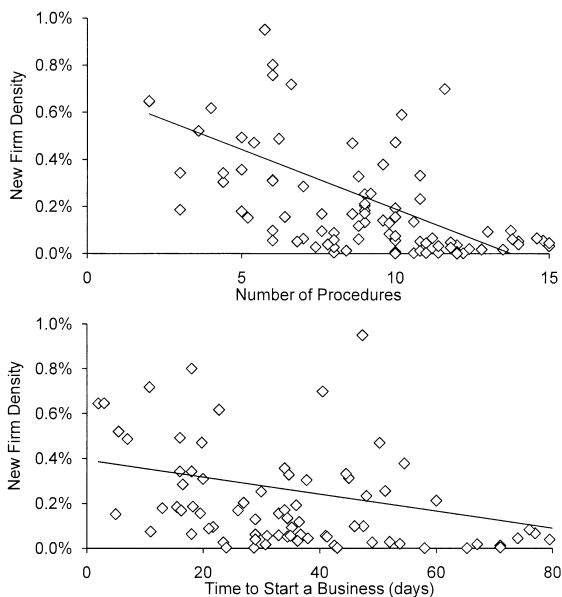 1.0%
0.8%
0.6%
0.4%
0.2%
0.0%
New Firm Density
0 5 10 15
Number of Procedures
1.0%
0.8%
0.6%
0.4%
0.2%
0.0%
New Firm Density
0 20 40 60 80
Time to Start a Business (days)